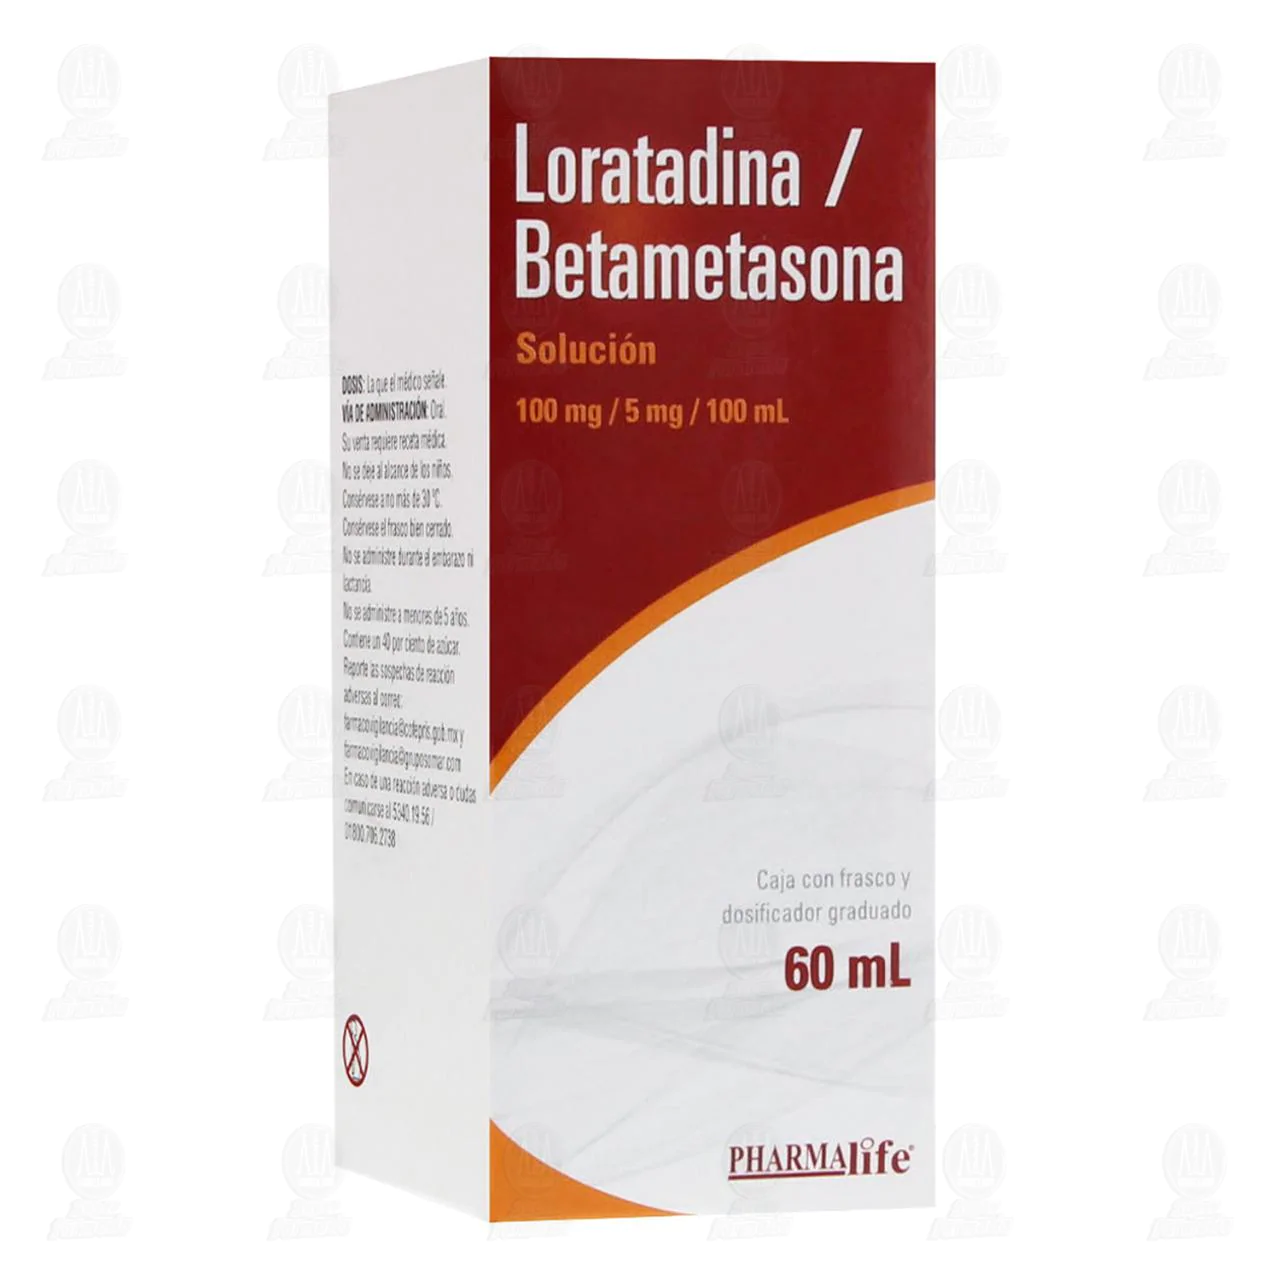 Loratadina /
Betametasona
Solución
100 mg / 5 mg / 100 mL
DOSIS: La que el médico señale.
VÍA DE ADMINISTRACIÓN: Oral.
Su venta requiere receta médica.
No se deje al alcance de los niños.
Consérvese a no más de 30 °C.
Consérvese el frasco bien cerrado.
No se administre durante el embarazo ni
lactancia.
No se administre a menores de 5 años.
Contiene un 40 por ciento de azúcar.
Reporte las sospechas de reacción
adversas al correo:
farmacovigilancia@cofepris.gob.mx y
farmacovigilancia@gruposomar.com
En caso de una reacción adversa o dudas
comunicarse al 5340.19.56 /
01800.706.2738
Caja con frasco y
dosificador graduado
60 mL
PHARMAlife®